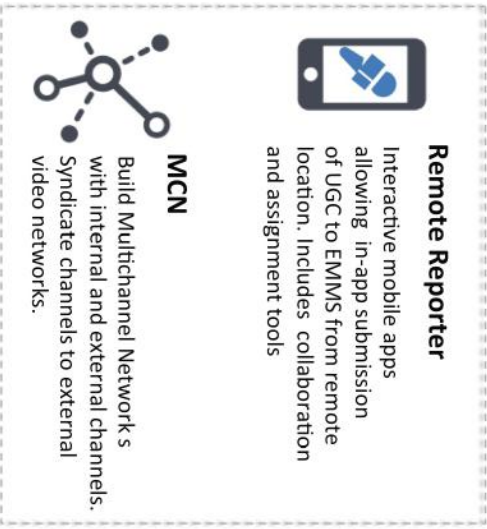 Remote Reporter
Interactive mobile apps
allowing in-app submission
of UGC to EMMS from remote
location. Includes collaboration
and assignment tools
MCN
Build Multichannel Network s
with internal and external channels.
Syndicate channels to external
video networks.